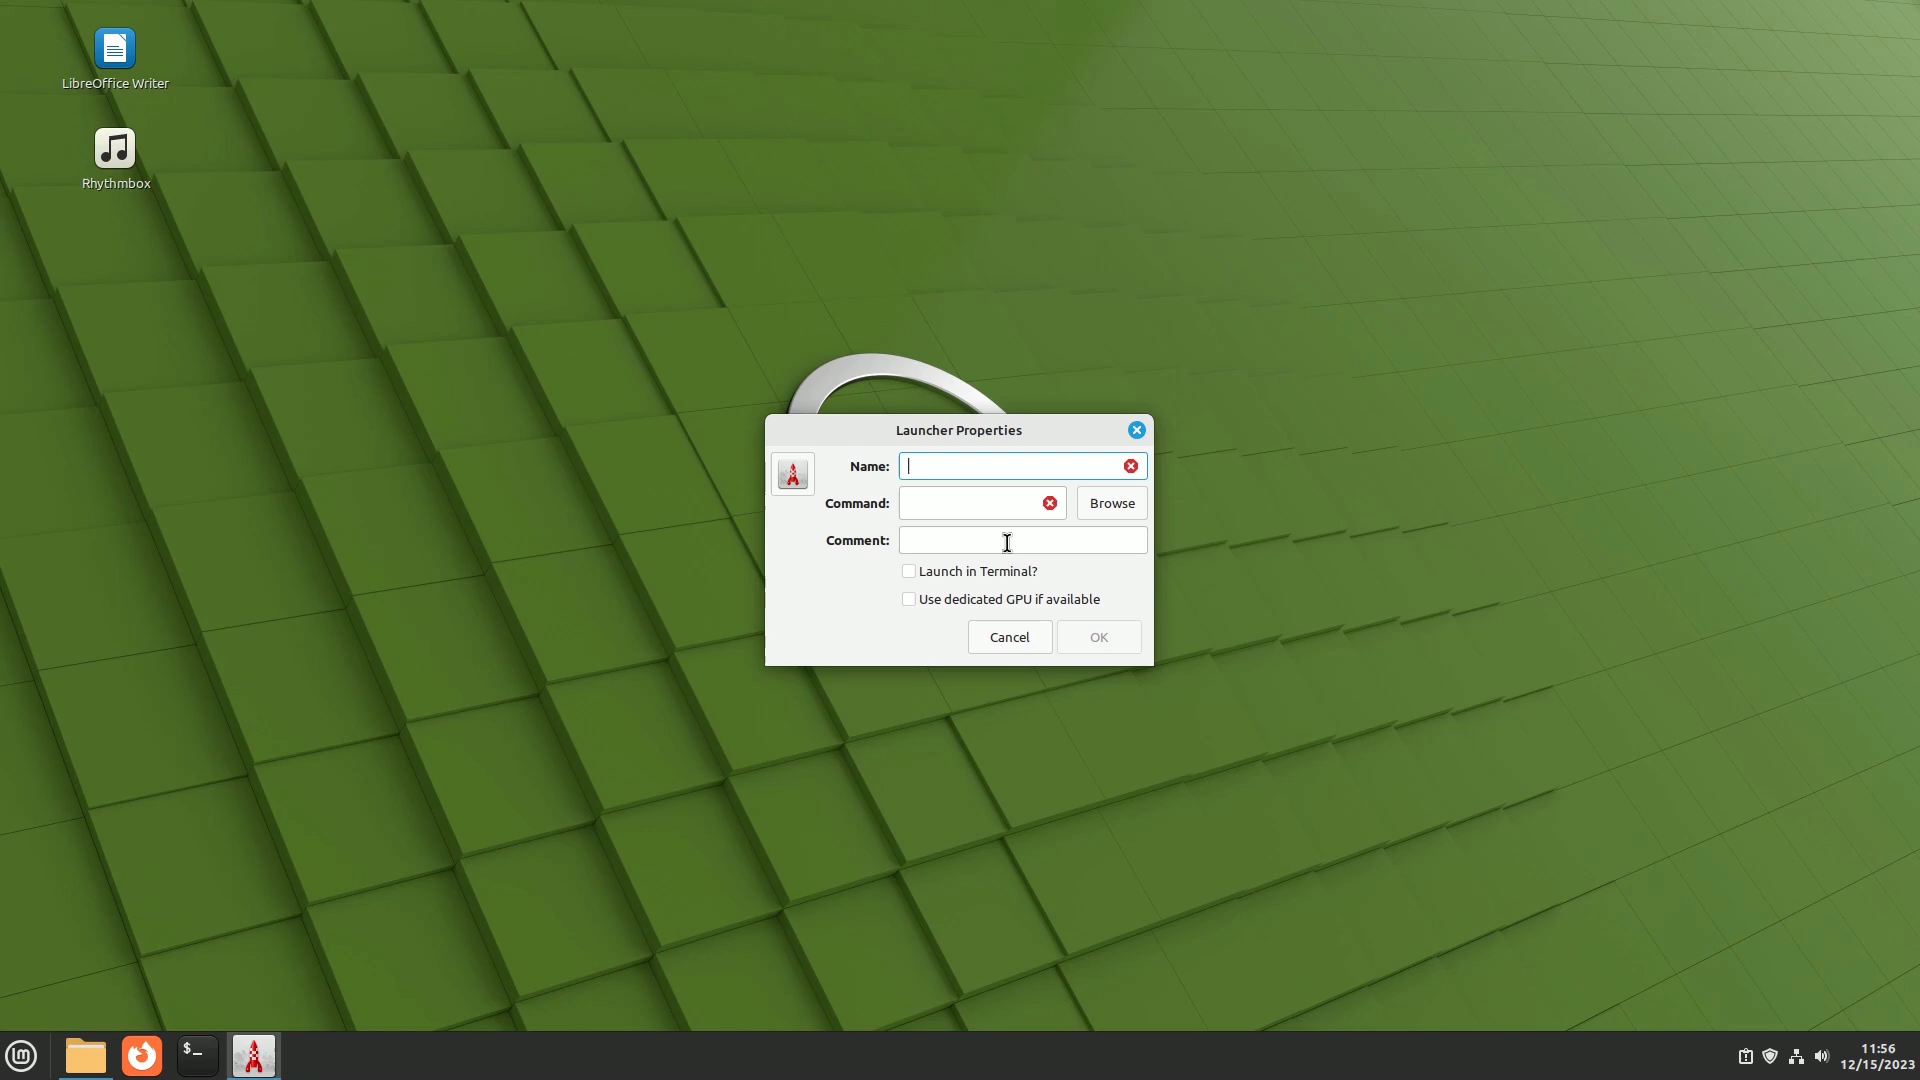 LibreOffice Writer
Rhythmbox
Launcher Properties
Name:
Command:
Browse
Comment:
Launch in Terminal?
Use dedicated GPU if available
Cancel
OK
$_
11:56
12/15/2023